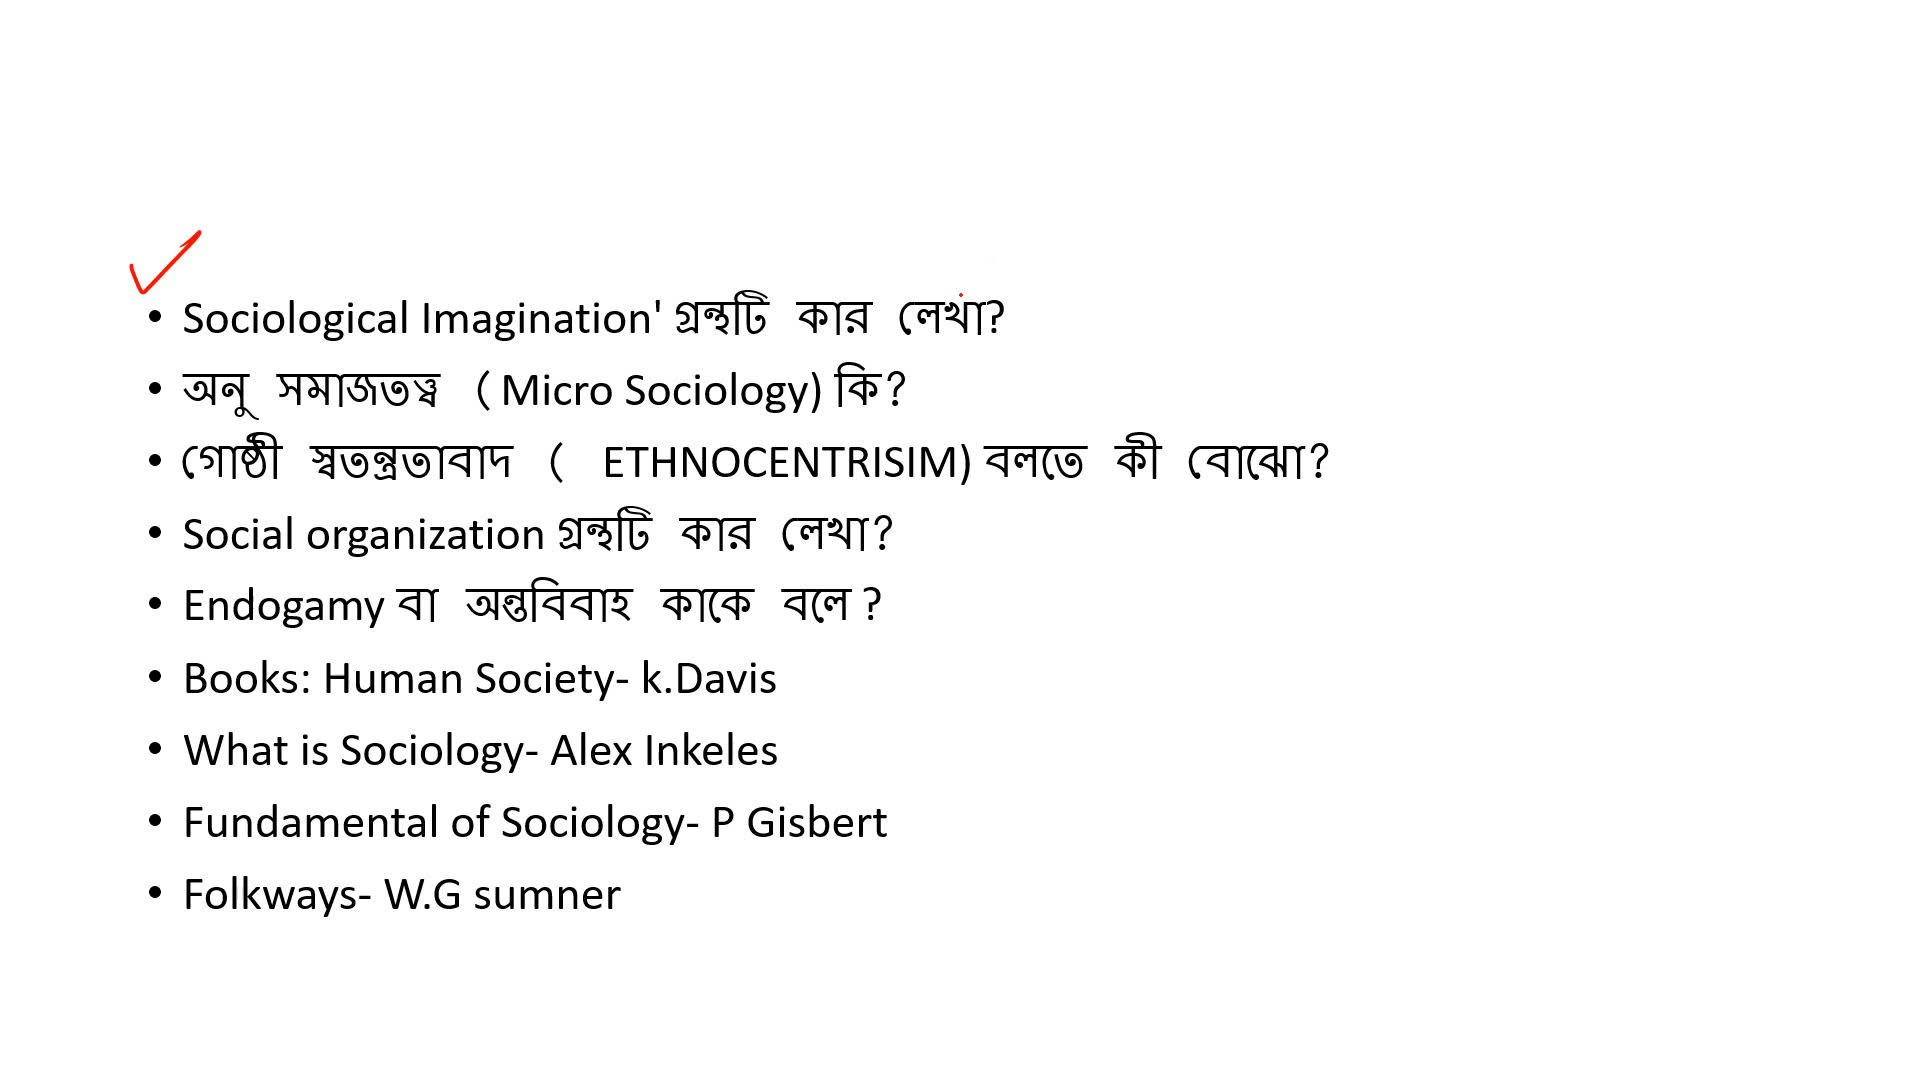 • Sociological Imagination' গ্রন্থটি কার লেখা?
• অনু সমাজতত্ত্ব ( Micro Sociology) কি?
• গোষ্ঠী স্বতন্ত্রতাবাদ ( ETHNOCENTRISIM) বলতে কী বোঝো?
• Social organization গ্রন্থটি কার লেখা?
• Endogamy বা অন্তবিবাহ কাকে বলে ?
• Books: Human Society- k.Davis
• What is Sociology- Alex Inkeles
• Fundamental of Sociology- P Gisbert
• Folkways- W.G sumner